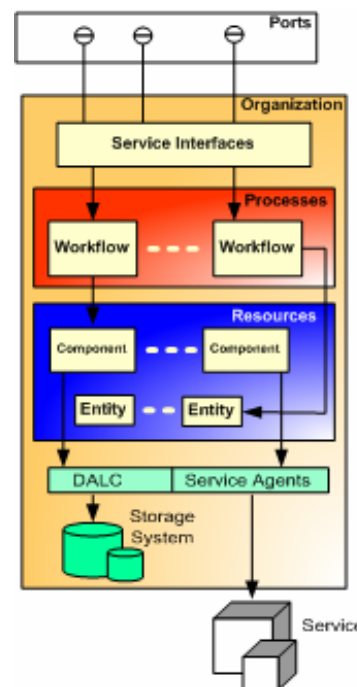 Ports
Organization
Service Interfaces
Processes
Workflow
Workflow
Resources
Component
Component
Entity
Entity
DALC
Service Agents
Storage
System
Service